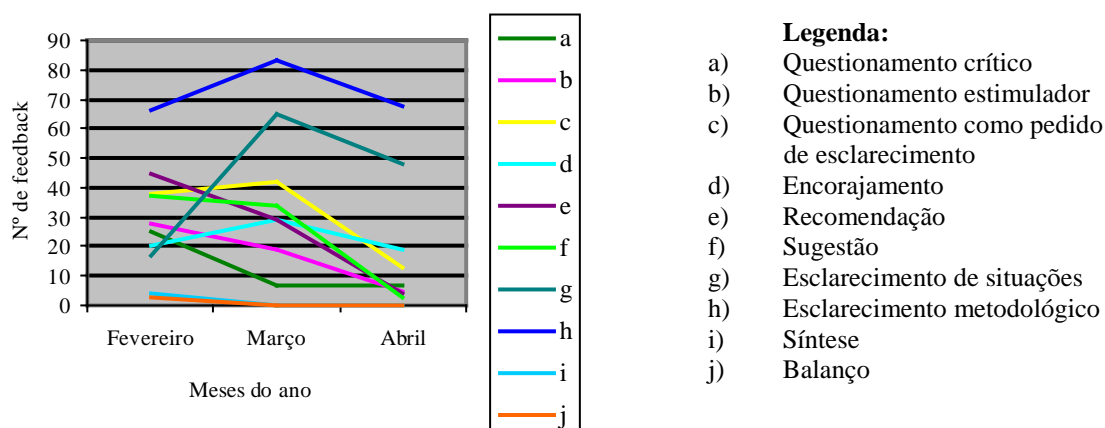 90
80
70
60
50
40
30
20
10
0
Nº de feedback
Fevereiro Março Abril
Meses do ano
a
b
c
d
e
f
g
h
i
j
Legenda:
a) Questionamento crítico
b) Questionamento estimulador
c) Questionamento como pedido
de esclarecimento
d) Encorajamento
e) Recomendação
f) Sugestão
g) Esclarecimento de situações
h) Esclarecimento metodológico
i) Síntese
j) Balanço